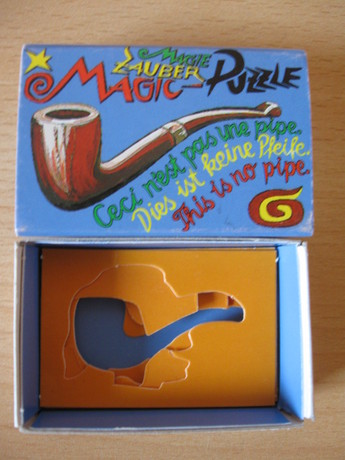 MAGIE
ZAUBER
MAGIC-PUZZLE
Ceci n'est pas une pipe.
Dies ist keine Pfeife.
This is no pipe.
G